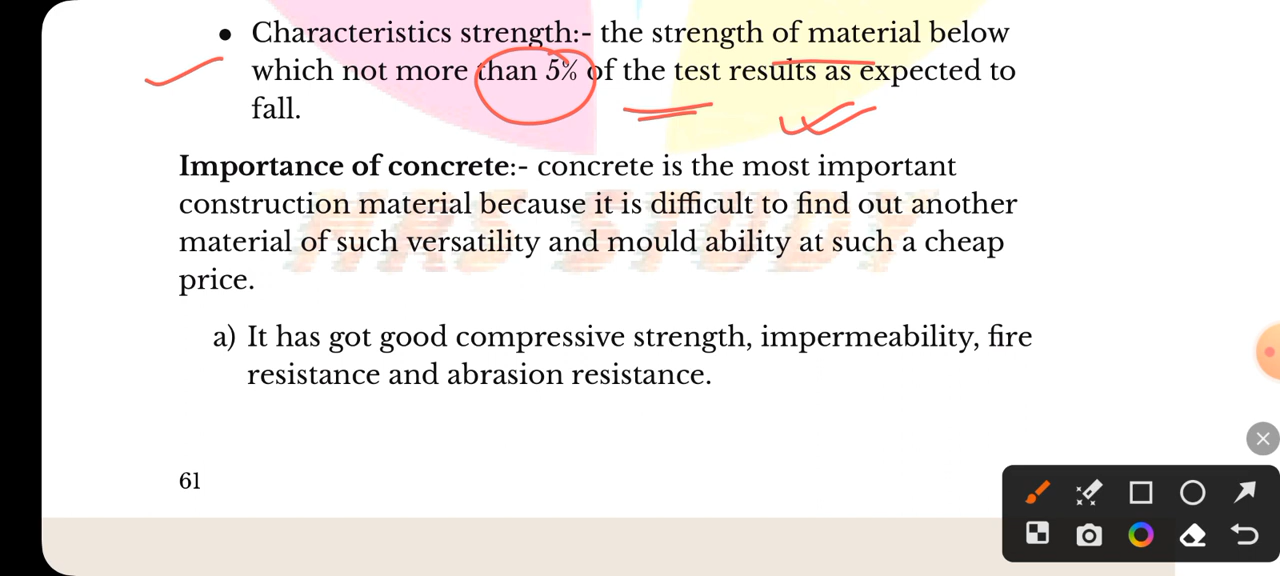 • Characteristics strength:- the strength of material below
which not more than 5% of the test results as expected to
fall.
Importance of concrete:- concrete is the most important
construction material because it is difficult to find out another
material of such versatility and mould ability at such a cheap
price.
a) It has got good compressive strength, impermeability, fire
resistance and abrasion resistance.
MRS STUDY
61